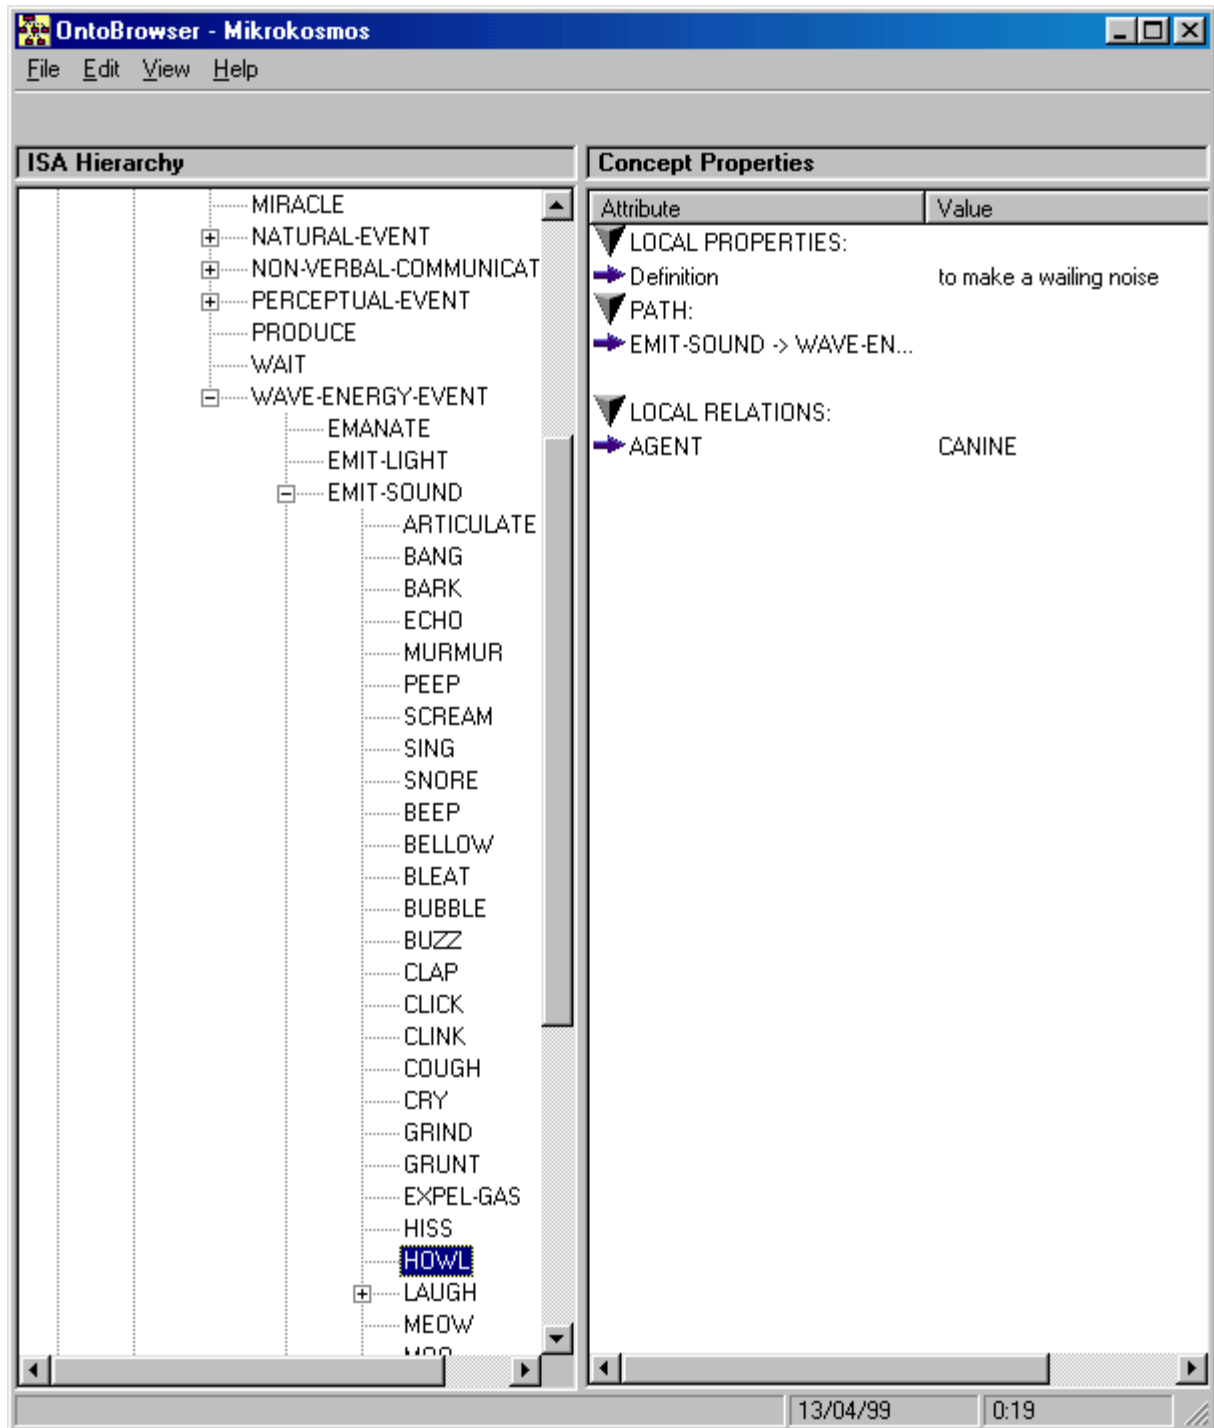 OntoBrowser - Mikrokosmos
File Edit View Help
ISA Hierarchy
MIRACLE
NATURAL-EVENT
NON-VERBAL-COMMUNICAT
PERCEPTUAL-EVENT
PRODUCE
WAIT
WAVE-ENERGY-EVENT
EMANATE
EMIT-LIGHT
EMIT-SOUND
ARTICULATE
BANG
BARK
ECHO
MURMUR
PEEP
SCREAM
SING
SNORE
BEEP
BELLOW
BLEAT
BUBBLE
BUZZ
CLAP
CLICK
CLINK
COUGH
CRY
GRIND
GRUNT
EXPEL-GAS
HISS
HOWL
LAUGH
MEOW
Concept Properties
Attribute Value
LOCAL PROPERTIES:
Definition to make a wailing noise
PATH:
EMIT-SOUND -> WAVE-EN...
LOCAL RELATIONS:
AGENT CANINE
13/04/99 0:19